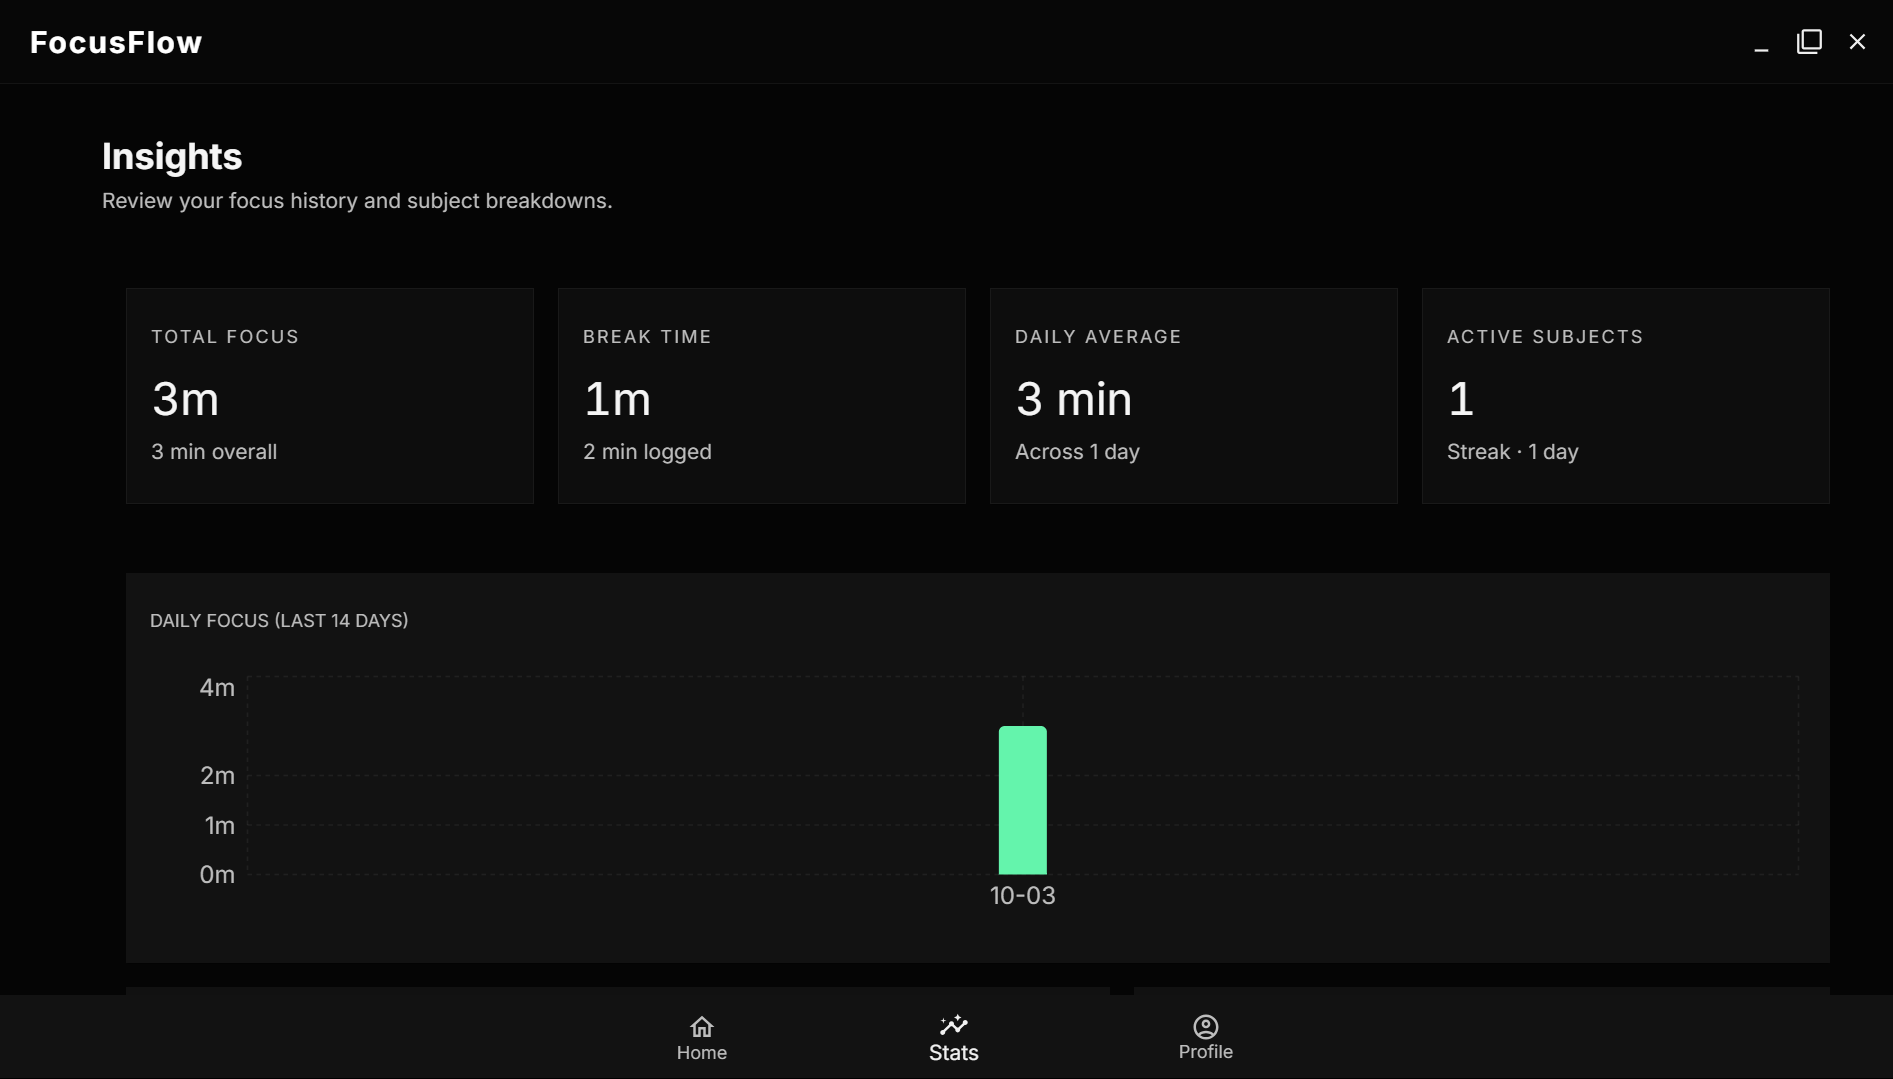 FocusFlow
Insights
Review your focus history and subject breakdowns.
TOTAL FOCUS
3m
3 min overall
BREAK TIME
1m
2 min logged
DAILY AVERAGE
3 min
Across 1 day
ACTIVE SUBJECTS
1
Streak · 1 day
DAILY FOCUS (LAST 14 DAYS)
4m
2m
1m
0m
10-03
Home
Stats
Profile